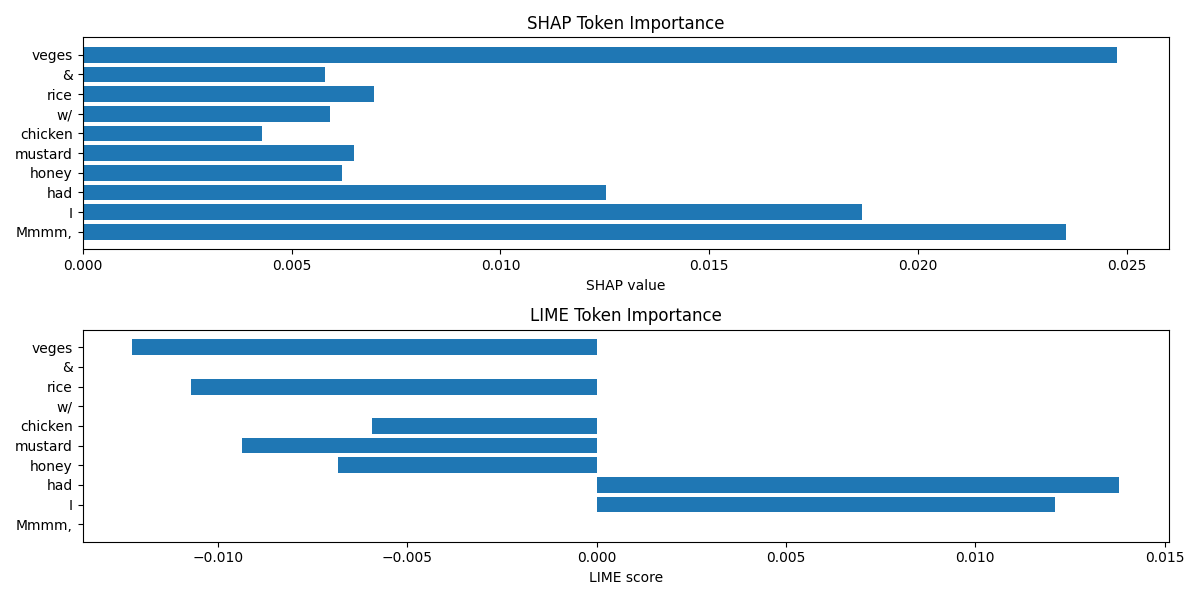 SHAP Token Importance
veges
&
rice
w/
chicken
mustard
honey
had
I
Mmmm,
0.000 0.005 0.010 0.015 0.020 0.025
SHAP value
LIME Token Importance
veges
&
rice
w/
chicken
mustard
honey
had
I
Mmmm,
−0.010 −0.005 0.000 0.005 0.010 0.015
LIME score